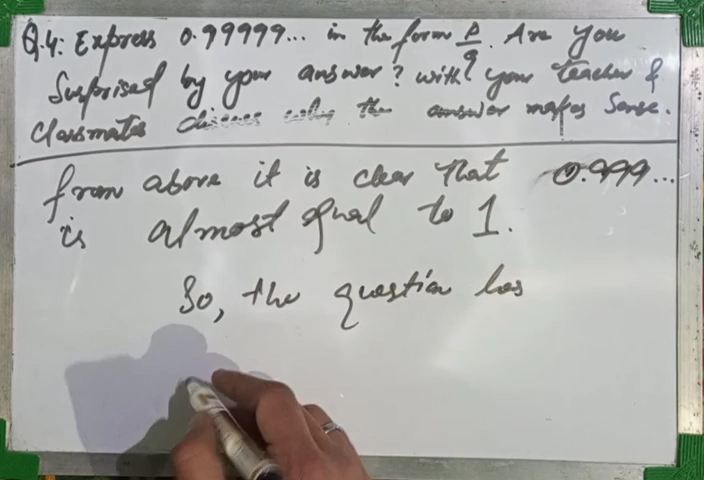 Q.4: Express 0.99999... in the form p/q. Are you
Surprised by your answer? with your teacher &
classmates discuss why the answer makes Sense.
from above it is clear that 0.999...
is almost equal to 1.
So, the question has